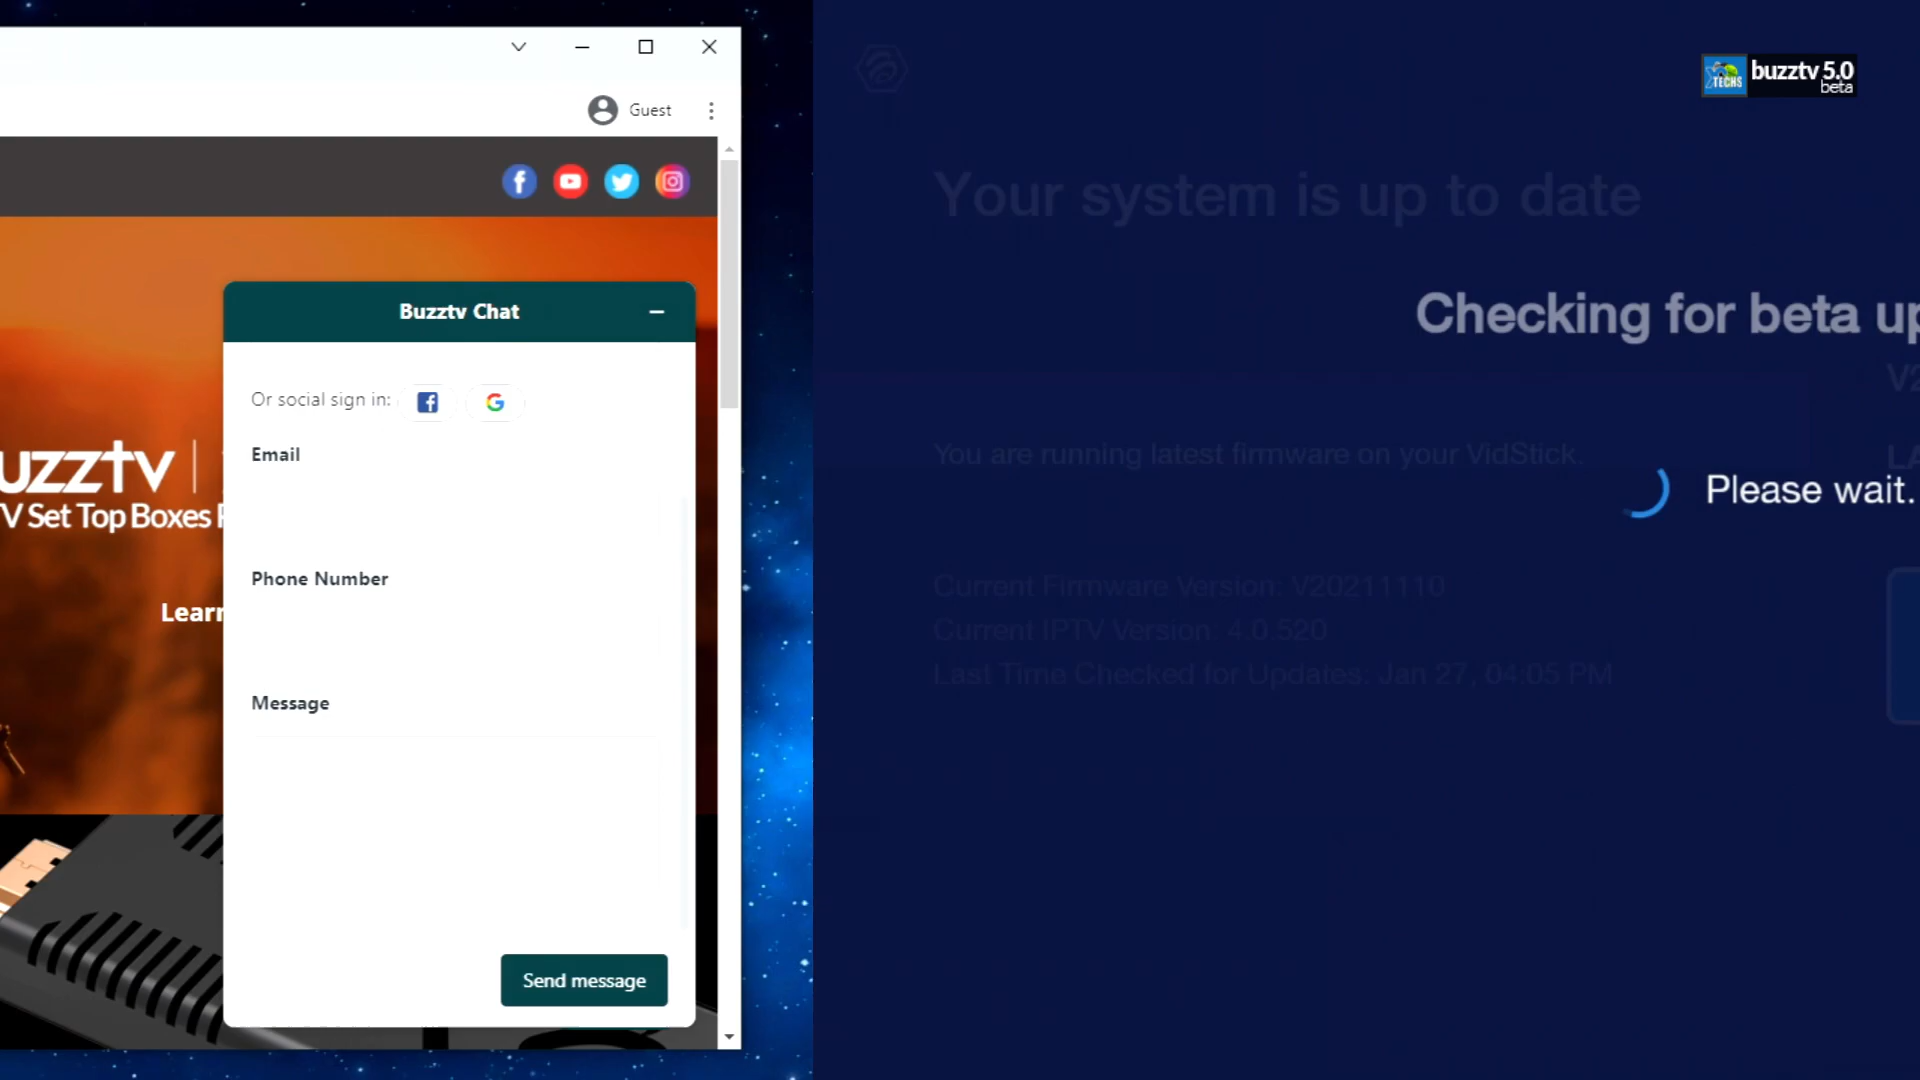 Guest
uzztv
V Set Top Boxes
Learn
Buzztv Chat
Or social sign in:
Email
Phone Number
Message
Send message
TECHS
buzztv 5.0
beta
Your system is up to date
Checking for beta up
You are running latest firmware on your VidStick.
Please wait.
Current Firmware Version: V20211110
Current IPTV Version: 4.0.520
Last Time Checked for Updates: Jan 27, 04:05 PM